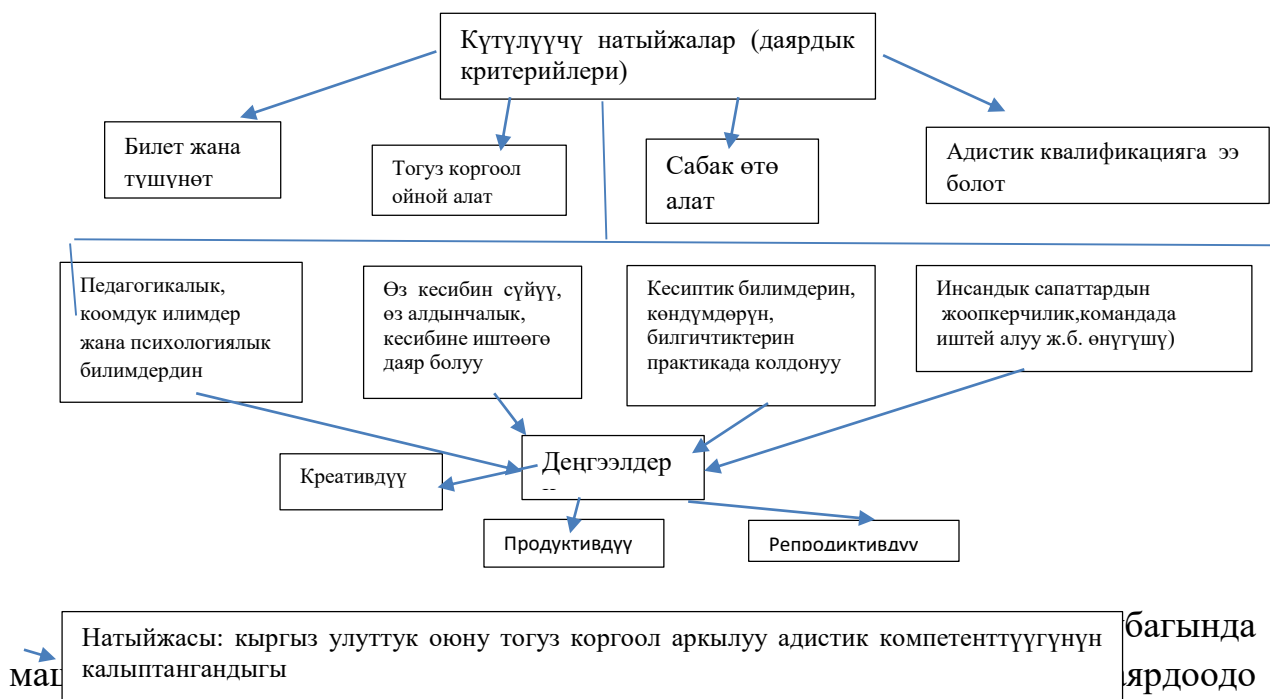 Күтүлүүчү натыйжалар (даярдык
критерийлери)
Билет жана
түшүнөт
Тогуз коргоол
ойной алат
Сабак өтө
алат
Адистик квалификацияга ээ
болот
Педагогикалык,
коомдук илимдер
жана психологиялык
билимдердин
Өз кесибин сүйүү,
өз алдынчалык,
кесибине иштөөгө
даяр болуу
Кесиптик билимдерин,
көндүмдөрүн,
билгичтиктерин
практикада колдонуу
Инсандык сапаттардын
жоопкерчилик,командада
иштей алуу ж.б. өнүгүшү)
Деңгээлдер
Креативдүү
Продуктивдүү
Репродиктивдүү
Натыйжасы: кыргыз улуттук оюну тогуз коргоол аркылуу адистик компетенттүүгүнүн
калыптангандыгы
багында
ярдоодо